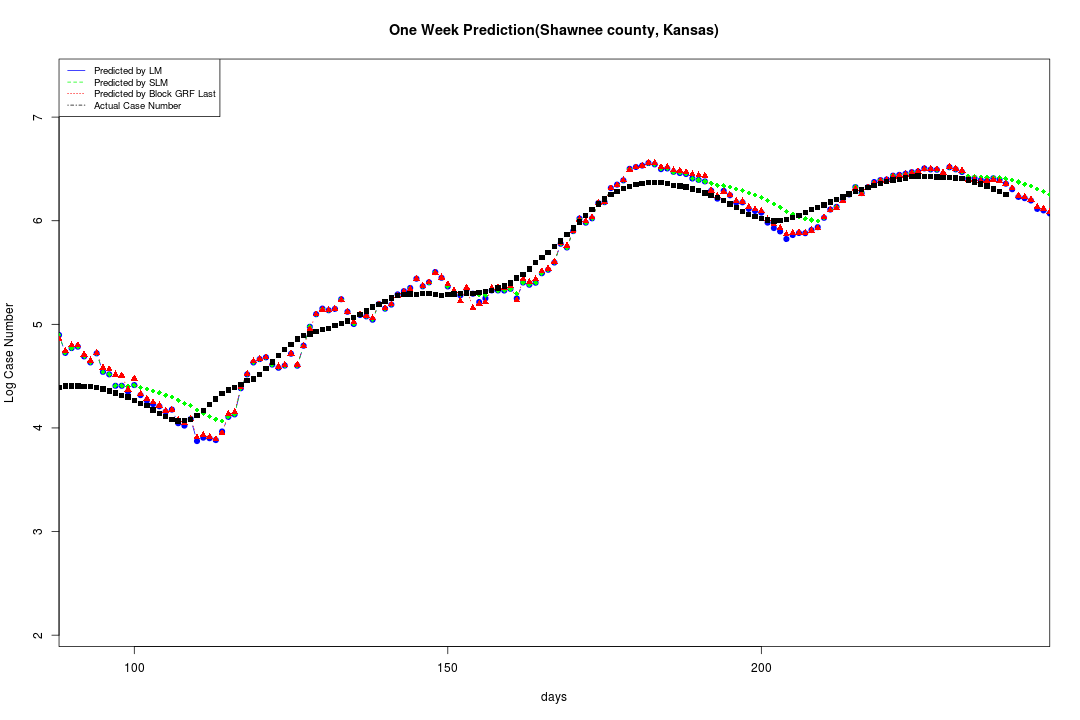 One Week Prediction(Shawnee county, Kansas)
Predicted by LM
Predicted by SLM
Predicted by Block GRF Last
Actual Case Number
7
6
5
4
3
2
Log Case Number
100 150 200
days